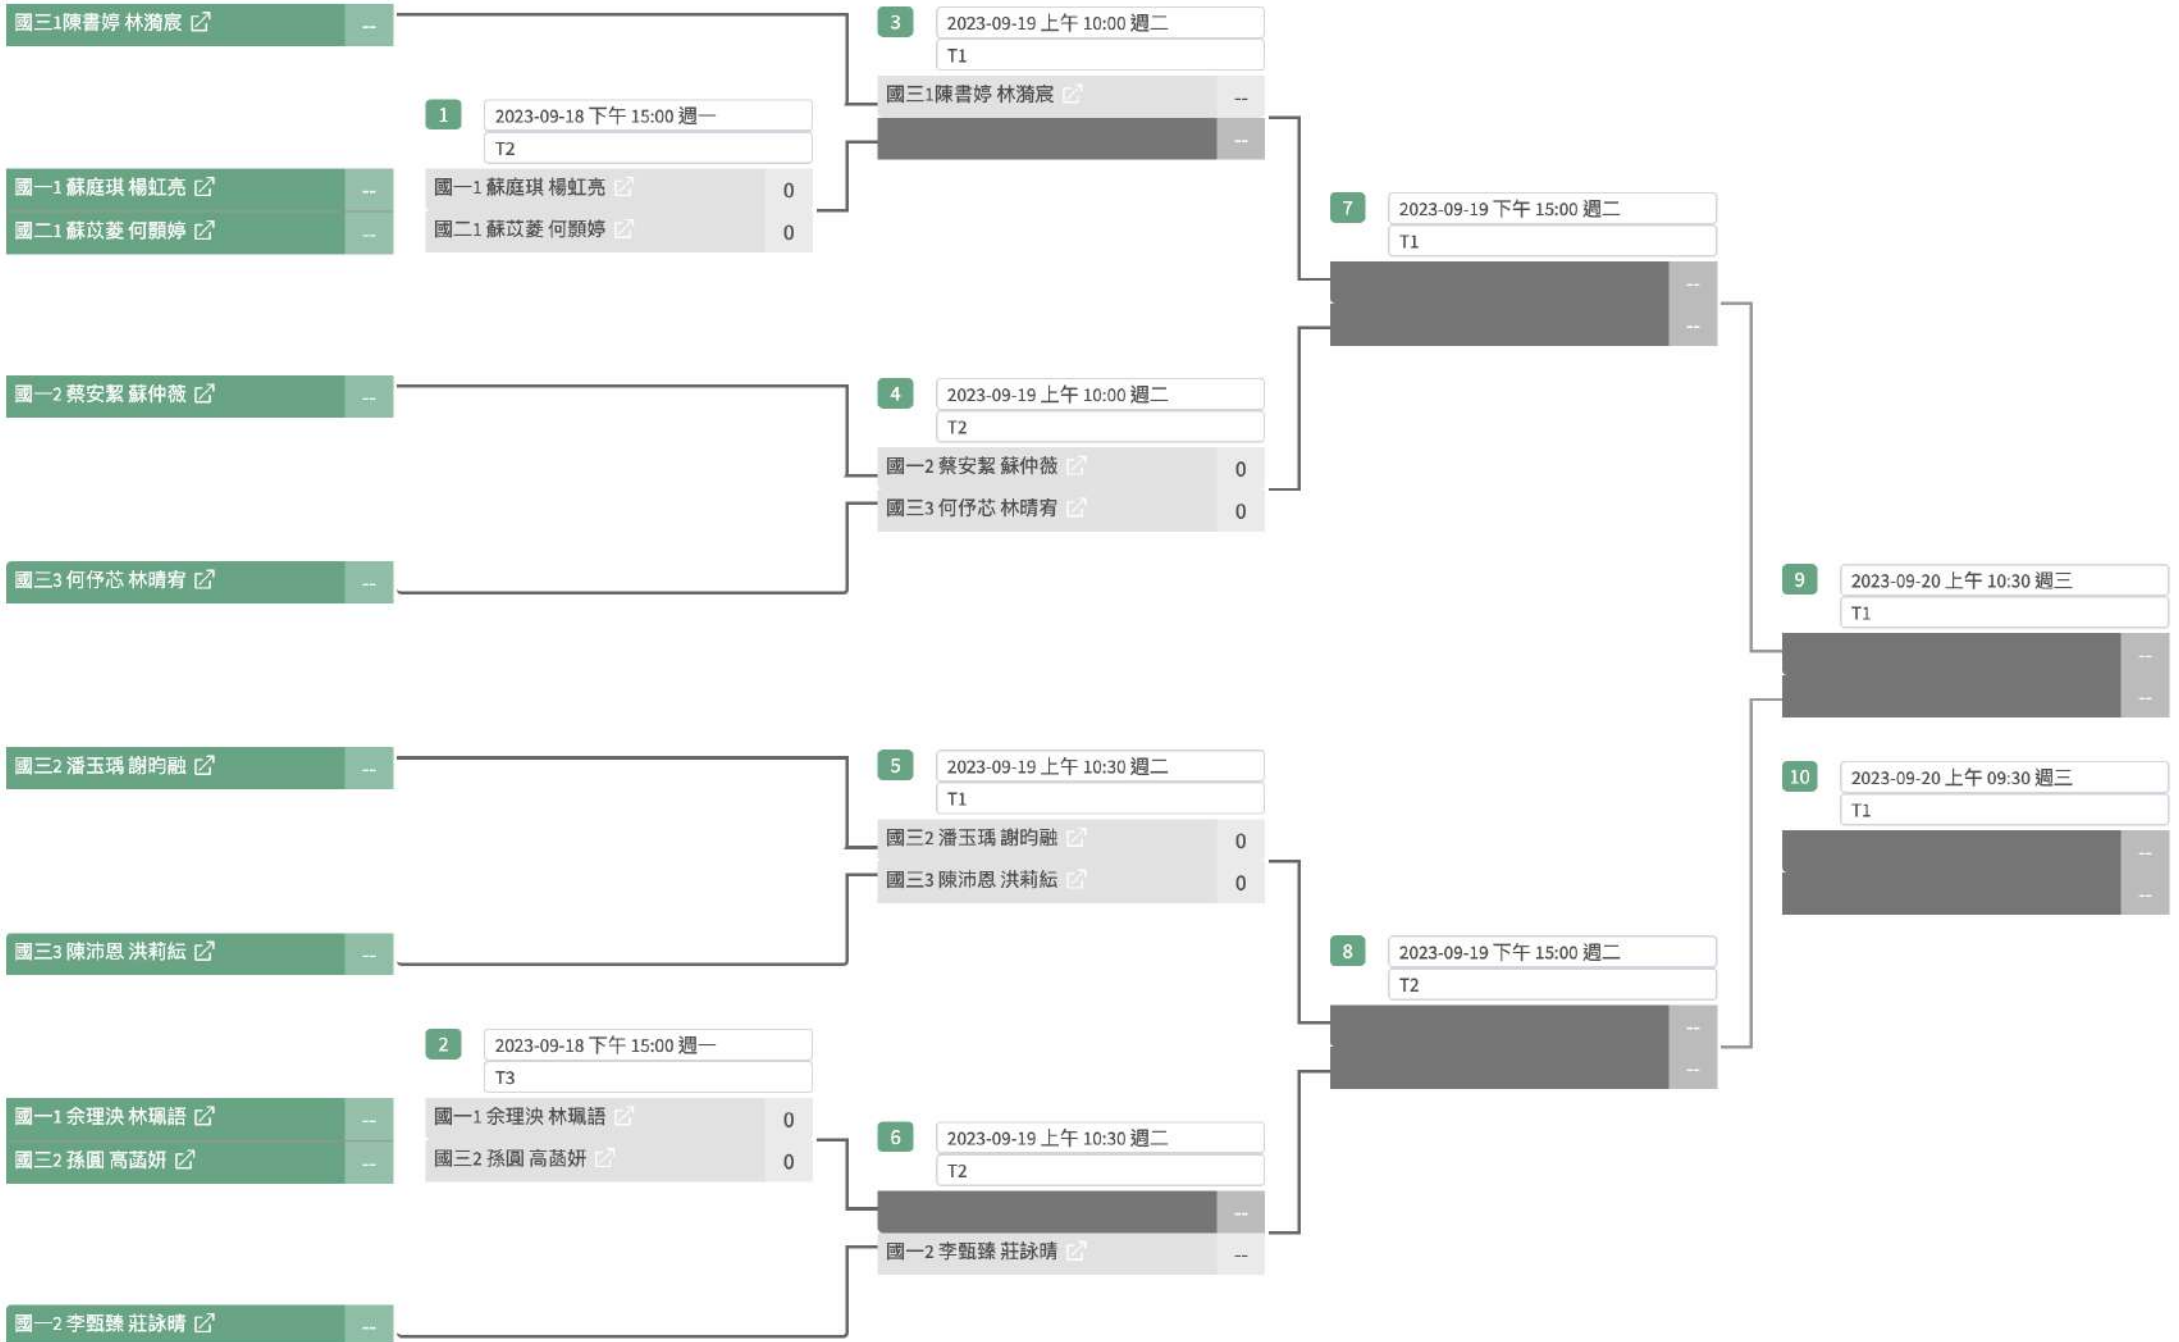 國三1陳書婷 林漪宸 --
國一1 蘇庭琪 楊虹亮 --
國二1 蘇苡菱 何顥婷 --
國一2 蔡安絜 蘇仲薇 --
國三3 何伃芯 林晴宥 --
國三2 潘玉瑀 謝昀融 --
國三3 陳沛恩 洪莉紜 --
國一1 余理泱 林珮語 --
國三2 孫圓 高菡妍 --
國一2 李甄臻 莊詠晴 --
1 2023-09-18 下午 15:00 週一
T2
國一1 蘇庭琪 楊虹亮 0
國二1 蘇苡菱 何顥婷 0
2 2023-09-18 下午 15:00 週一
T3
國一1 余理泱 林珮語 0
國三2 孫圓 高菡妍 0
3 2023-09-19 上午 10:00 週二
T1
國三1陳書婷 林漪宸 --
--
4 2023-09-19 上午 10:00 週二
T2
國一2 蔡安絜 蘇仲薇 0
國三3 何伃芯 林晴宥 0
5 2023-09-19 上午 10:30 週二
T1
國三2 潘玉瑀 謝昀融 0
國三3 陳沛恩 洪莉紜 0
6 2023-09-19 上午 10:30 週二
T2
--
國一2 李甄臻 莊詠晴 --
7 2023-09-19 下午 15:00 週二
T1
--
--
8 2023-09-19 下午 15:00 週二
T2
--
--
9 2023-09-20 上午 10:30 週三
T1
--
--
10 2023-09-20 上午 09:30 週三
T1
--
--